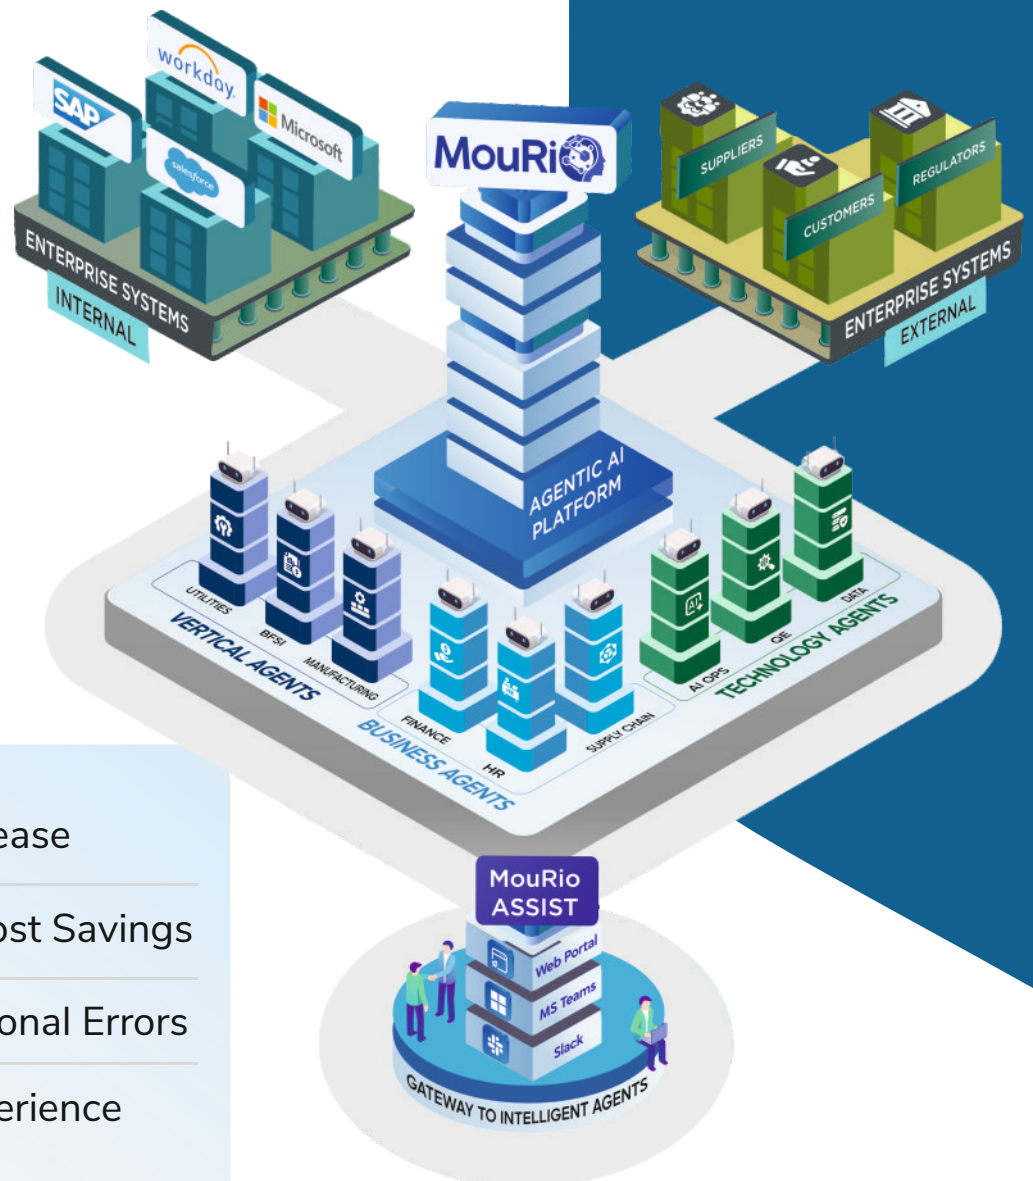 workday.
SAP
Microsoft
salesforce
ENTERPRISE SYSTEMS
INTERNAL
MouRio
SUPPLIERS
CUSTOMERS
REGULATORS
ENTERPRISE SYSTEMS
EXTERNAL
AGENTIC AI
PLATFORM
UTILITIES
BFSI
MANUFACTURING
VERTICAL AGENTS
FINANCE
HR
SUPPLY CHAIN
BUSINESS AGENTS
AI
AI OPS
QE
DATA
TECHNOLOGY AGENTS
ease
ost Savings
onal Errors
erience
MouRio
ASSIST
Web Portal
MS Teams
Slack
GATEWAY TO INTELLIGENT AGENTS